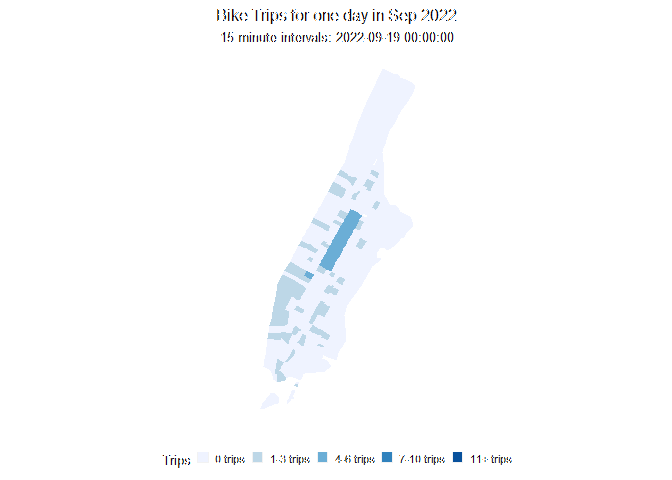 Bike Trips for one day in Sep 2022
15 minute intervals: 2022-09-19 00:00:00
Trips 0 trips 1-3 trips 4-6 trips 7-10 trips 11+ trips